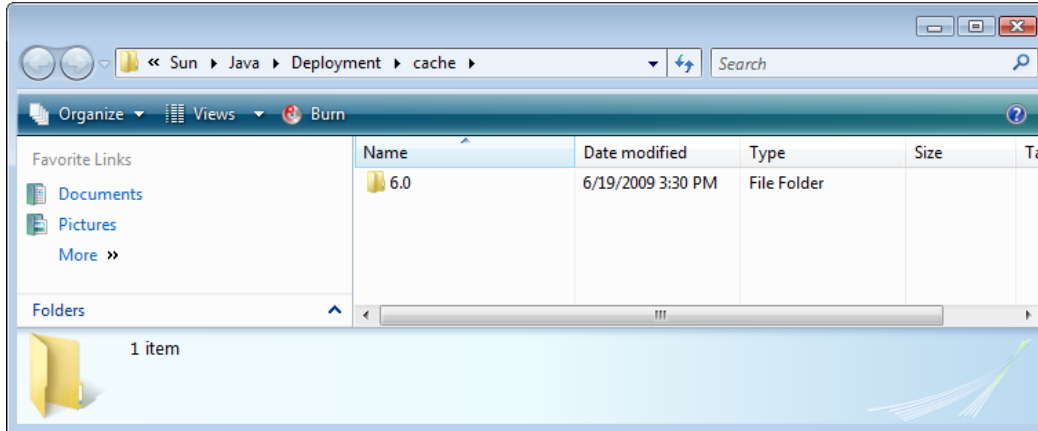 « Sun ▸ Java ▸ Deployment ▸ cache ▸ Search
Organize Views Burn
Favorite Links
Documents
Pictures
More »
Folders
Name Date modified Type Size
6.0 6/19/2009 3:30 PM File Folder
1 item